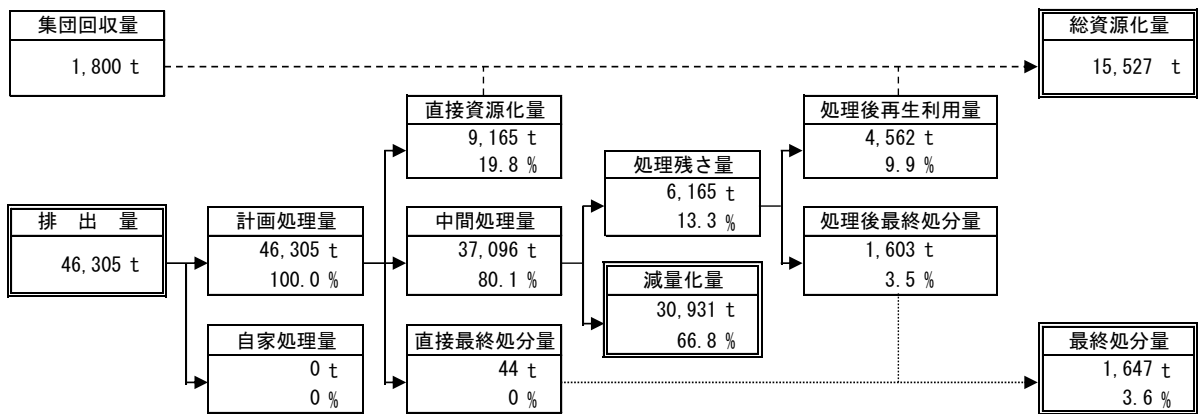 集団回収量
1,800 t
総資源化量
15,527 t
直接資源化量
9,165 t
19.8 %
処理後再生利用量
4,562 t
9.9 %
処理残さ量
6,165 t
13.3 %
排 出 量
46,305 t
計画処理量
46,305 t
100.0 %
中間処理量
37,096 t
80.1 %
処理後最終処分量
1,603 t
3.5 %
減量化量
30,931 t
66.8 %
自家処理量
0 t
0 %
直接最終処分量
44 t
0 %
最終処分量
1,647 t
3.6 %